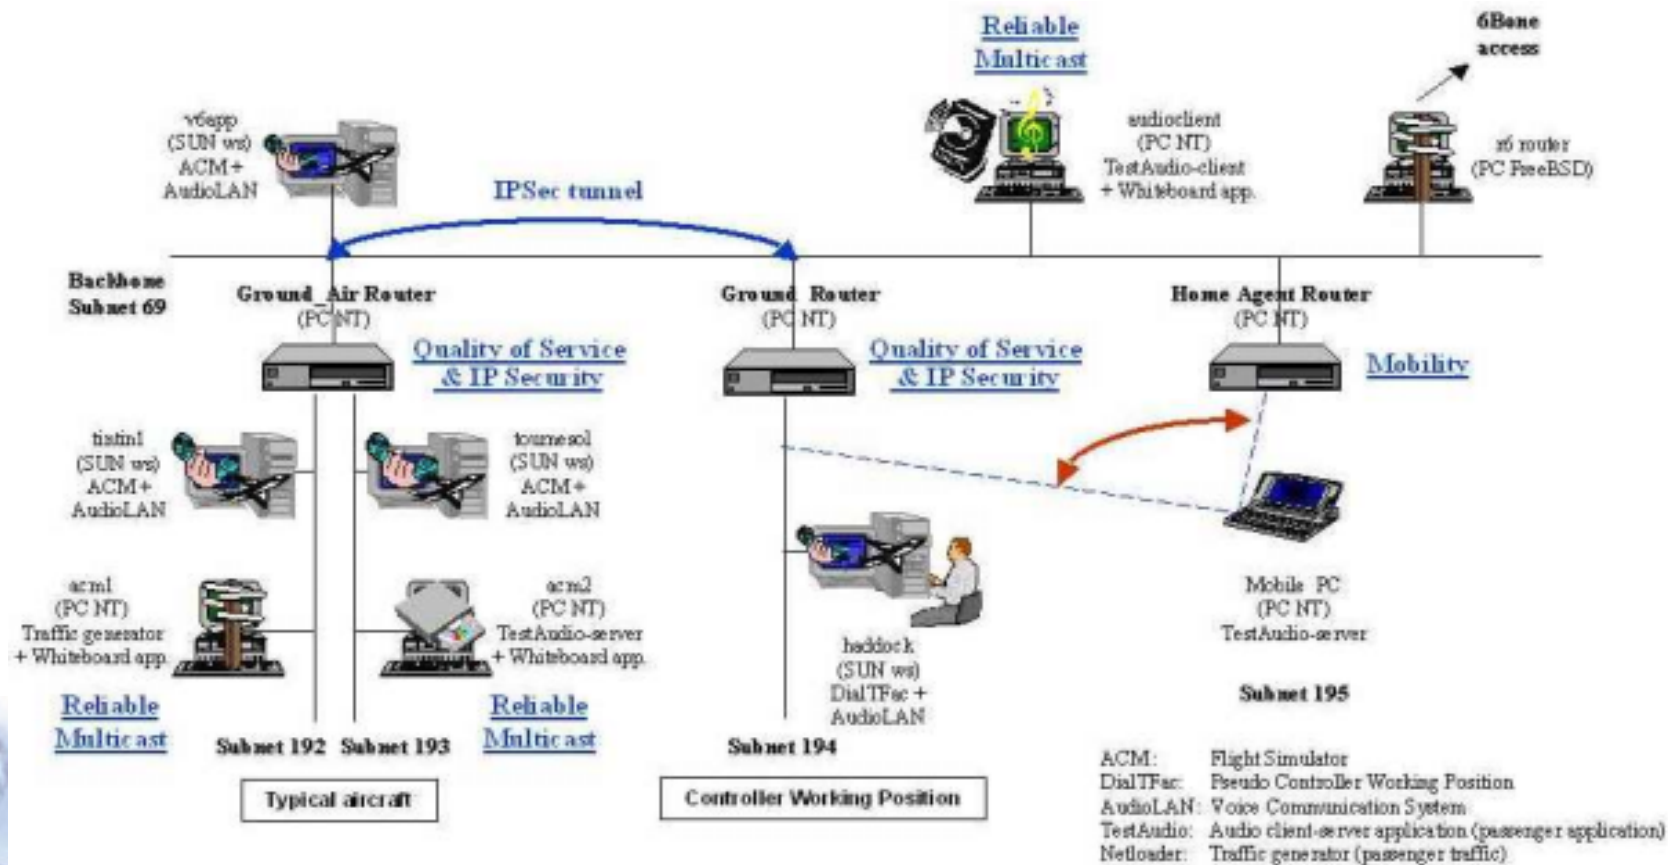 Reliable
Multicast
6Bone
access
v6app
(SUN ws)
ACM +
AudioLAN
IPSec tunnel
audioclient
(PC NT)
TestAudio-client
+ Whiteboard app.
r6 router
(PC FreeBSD)
Backbone
Subnet 69
Ground_Air Router
(PC NT)
Ground Router
(PC NT)
Home Agent Router
(PC NT)
Quality of Service
& IP Security
Quality of Service
& IP Security
Mobility
tintin1
(SUN ws)
ACM +
AudioLAN
tournesol
(SUN ws)
ACM +
AudioLAN
acm1
(PC NT)
Traffic generator
+ Whiteboard app.
acm2
(PC NT)
TestAudio-server
+ Whiteboard app.
haddock
(SUN ws)
DialTFac +
AudioLAN
Mobile PC
(PC NT)
TestAudio-server
Subnet 195
Reliable
Multicast
Reliable
Multicast
Subnet 192
Subnet 193
Subnet 194
Typical aircraft
Controller Working Position
ACM: Flight Simulator
DialTFac: Pseudo Controller Working Position
AudioLAN: Voice Communication System
TestAudio: Audio client-server application (passenger application)
Netloader: Traffic generator (passenger traffic)